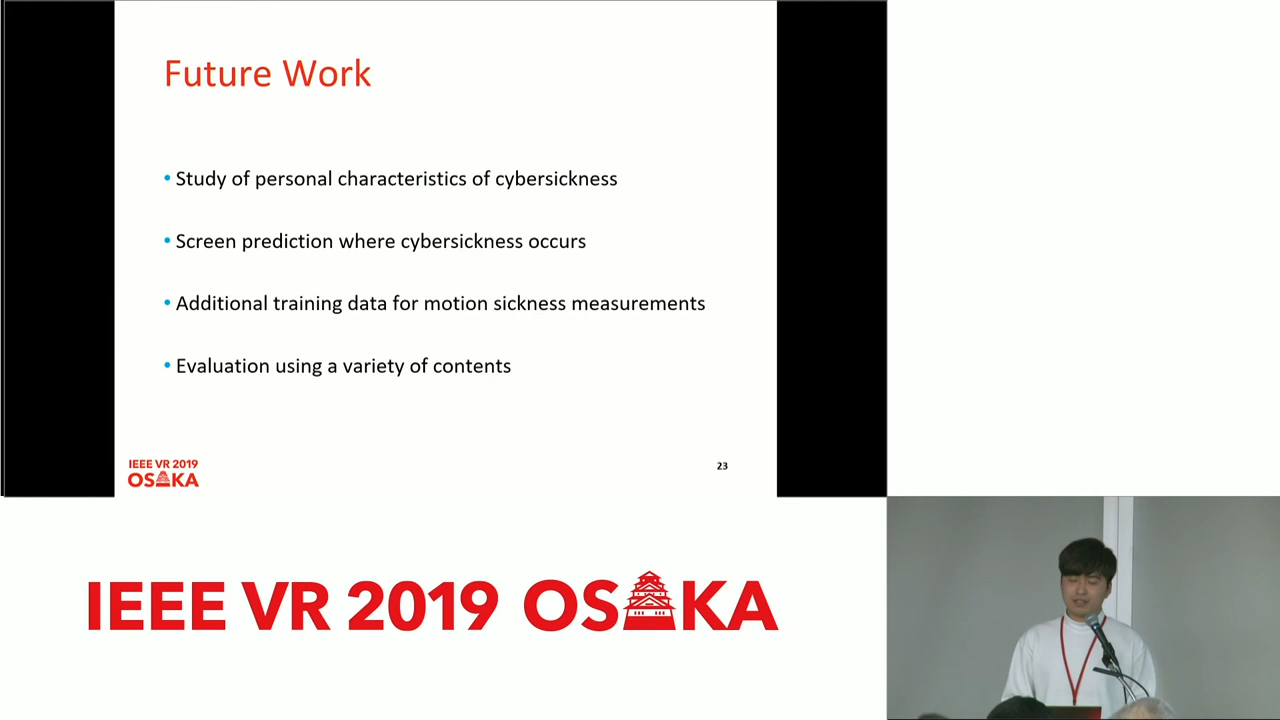 Future Work
• Study of personal characteristics of cybersickness
• Screen prediction where cybersickness occurs
• Additional training data for motion sickness measurements
• Evaluation using a variety of contents
IEEE VR 2019
OSAKA
23
IEEE VR 2019 OSAKA